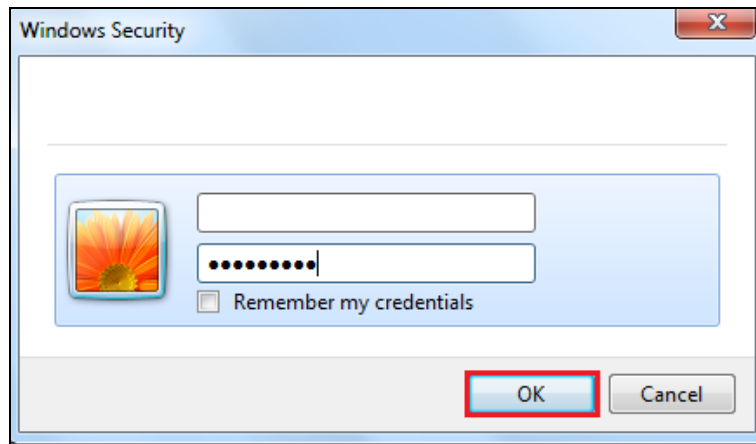 Windows Security
•••••••••
Remember my credentials
OK
Cancel